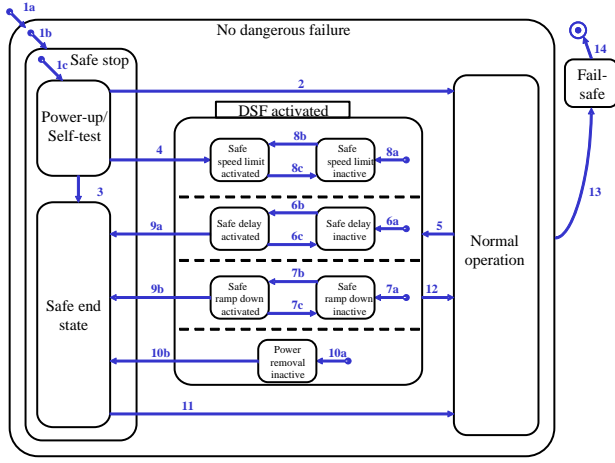 1a
No dangerous failure
1b
14
Safe stop
1c
2
Fail-
safe
Power-up/
Self-test
DSF activated
4
Safe
speed limit
activated
8b
8c
Safe
speed limit
inactive
8a
3
13
9a
Safe delay
activated
6b
6c
Safe delay
inactive
6a
5
Normal
operation
Safe end
state
9b
Safe
ramp down
activated
7b
7c
Safe
ramp down
inactive
7a
12
10b
Power
removal
inactive
10a
11